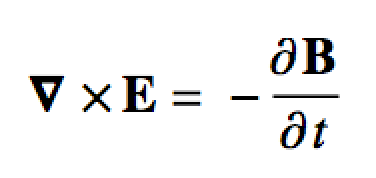 ∇ × E = − ∂B/∂t